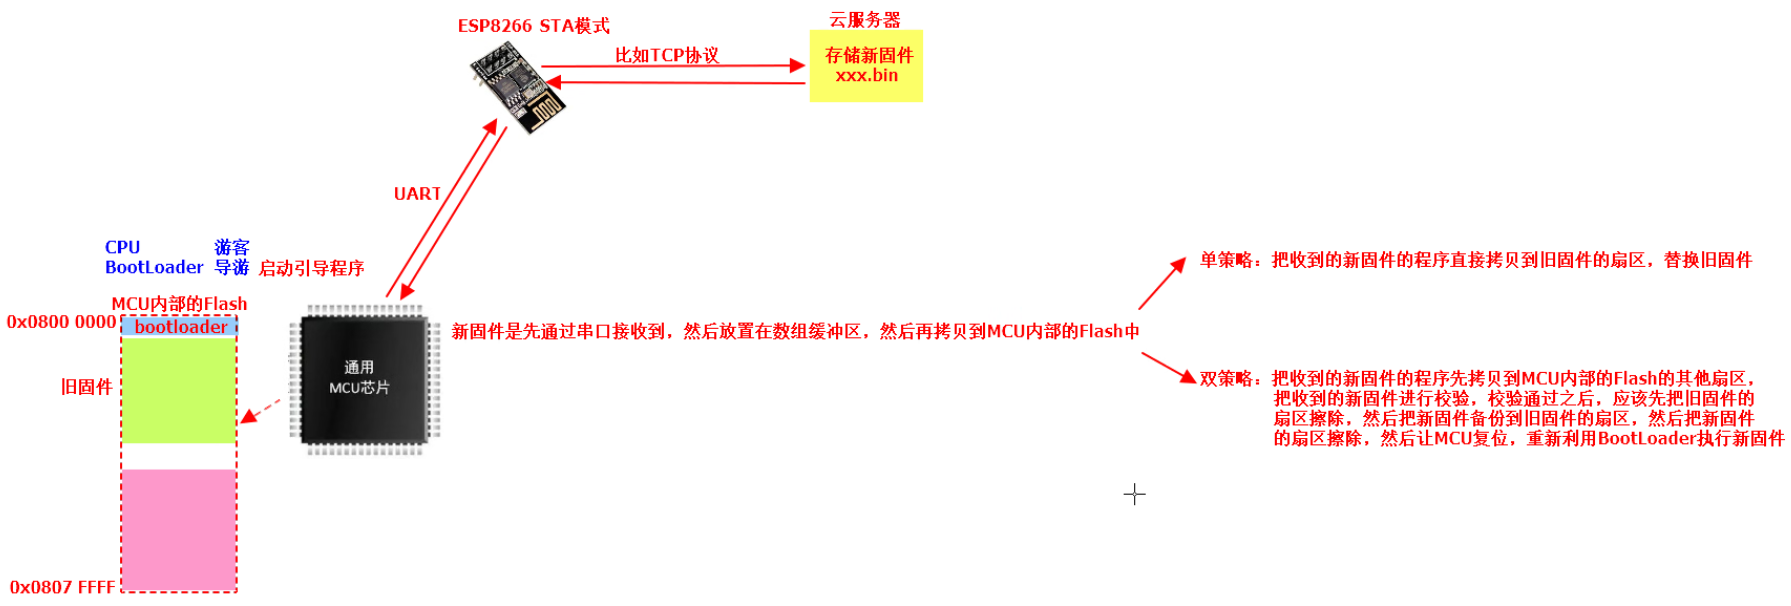 ESP8266 STA模式
云服务器
比如TCP协议
存储新固件
xxx.bin
UART
CPU 游客
BootLoader 导游 启动引导程序
MCU内部的Flash
0x0800 0000
bootloader
旧固件
0x0807 FFFF
通用
MCU芯片
新固件是先通过串口接收到，然后放置在数组缓冲区，然后再拷贝到MCU内部的Flash中
单策略：把收到的新固件的程序直接拷贝到旧固件的扇区，替换旧固件
双策略：把收到的新固件的程序先拷贝到MCU内部的Flash的其他扇区，
把收到的新固件进行校验，校验通过之后，应该先把旧固件的
扇区擦除，然后把新固件备份到旧固件的扇区，然后把新固件
的扇区擦除，然后让MCU复位，重新利用BootLoader执行新固件